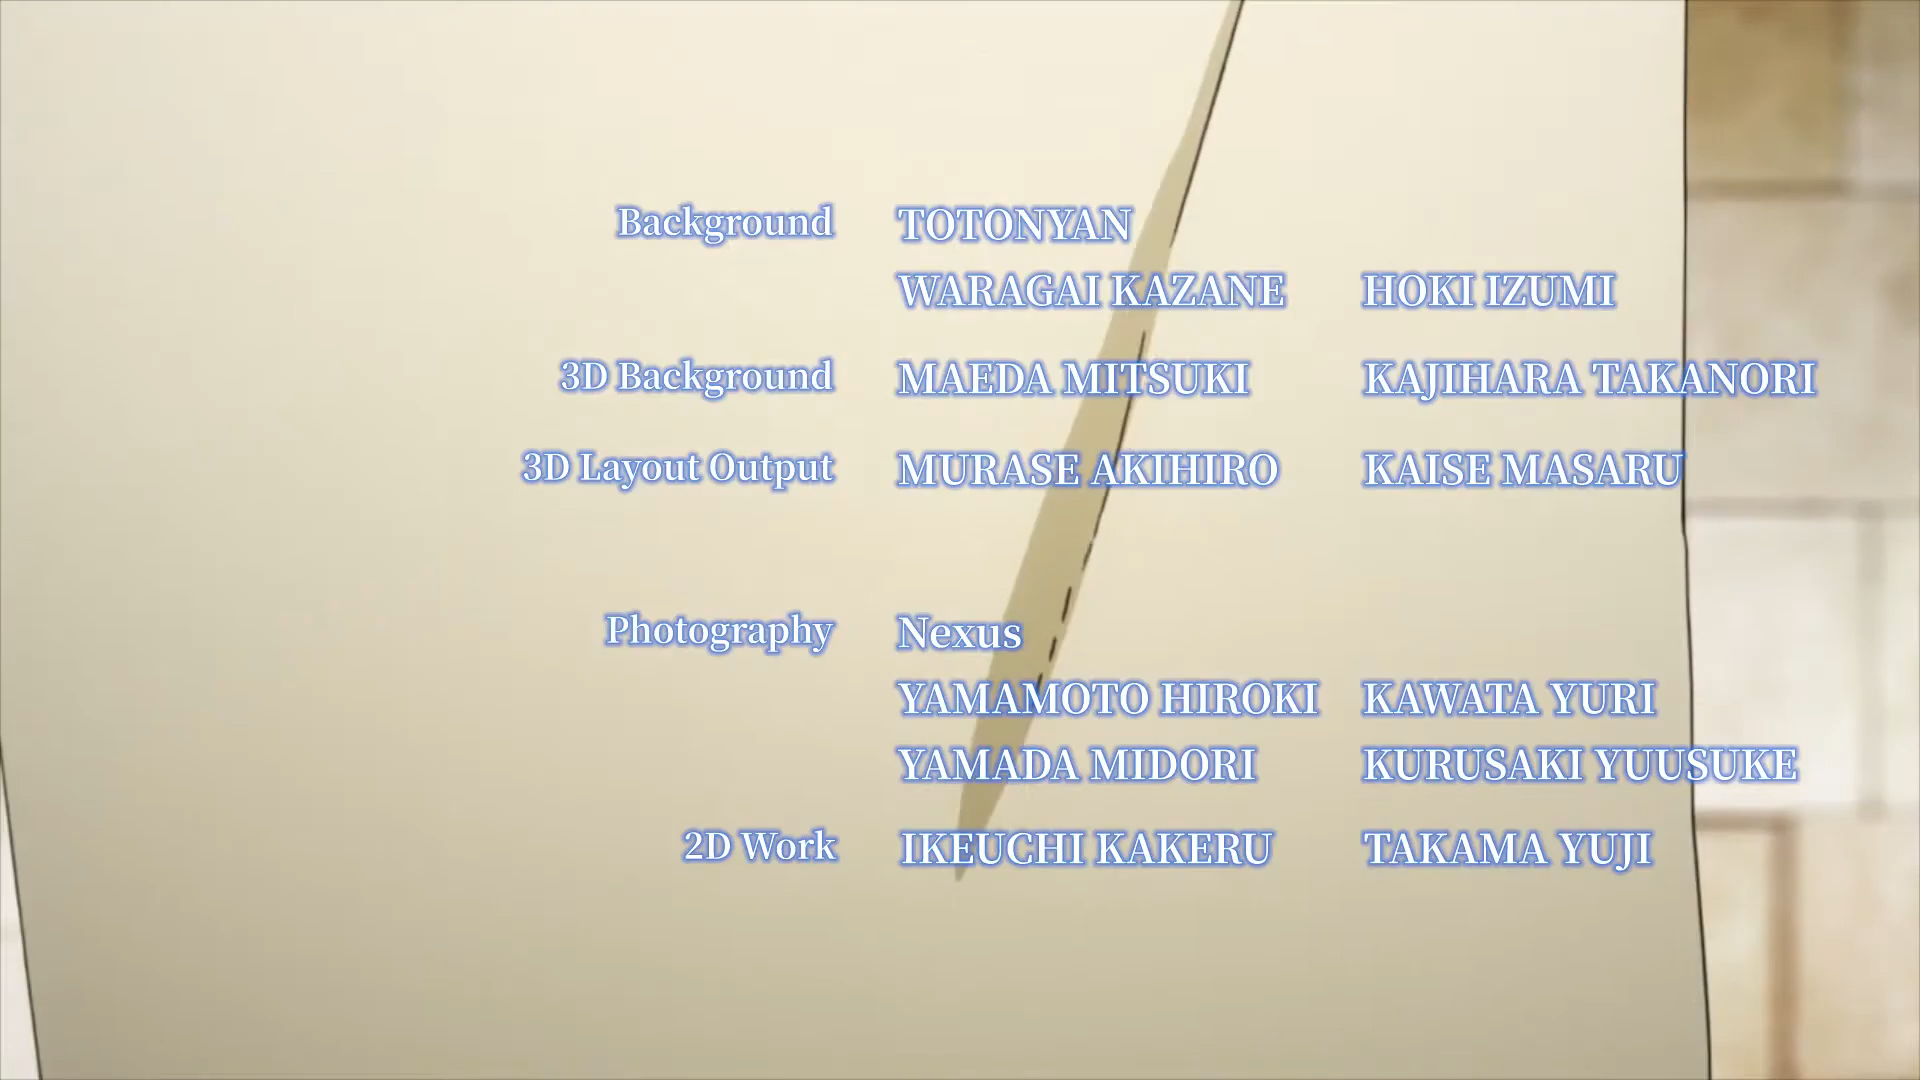 Background TOTONYAN
WARAGAI KAZANE HOKI IZUMI
3D Background MAEDA MITSUKI KAJIHARA TAKANORI
3D Layout Output MURASE AKIHIRO KAISE MASARU
Photography Nexus
YAMAMOTO HIROKI KAWATA YURI
YAMADA MIDORI KURUSAKI YUUSUKE
2D Work IKEUCHI KAKERU TAKAMA YUJI